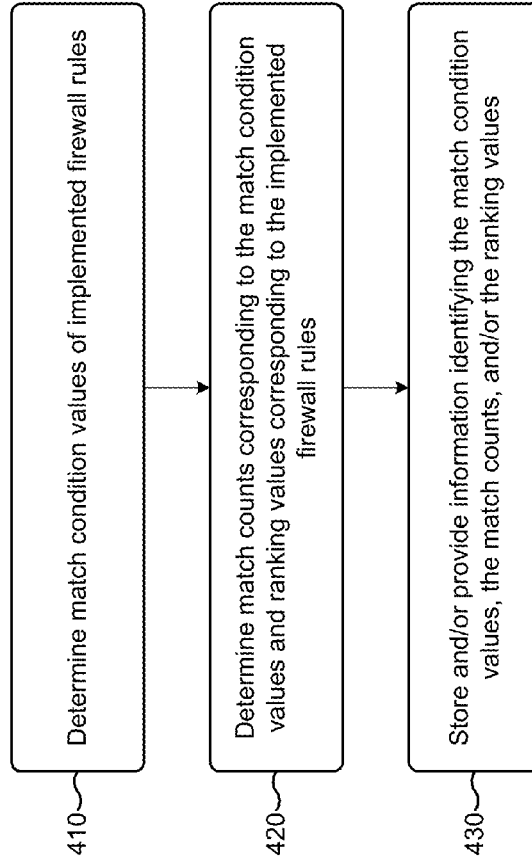 410
Determine match condition values of implemented firewall rules
420
Determine match counts corresponding to the match condition
values and ranking values corresponding to the implemented
firewall rules
430
Store and/or provide information identifying the match condition
values, the match counts, and/or the ranking values